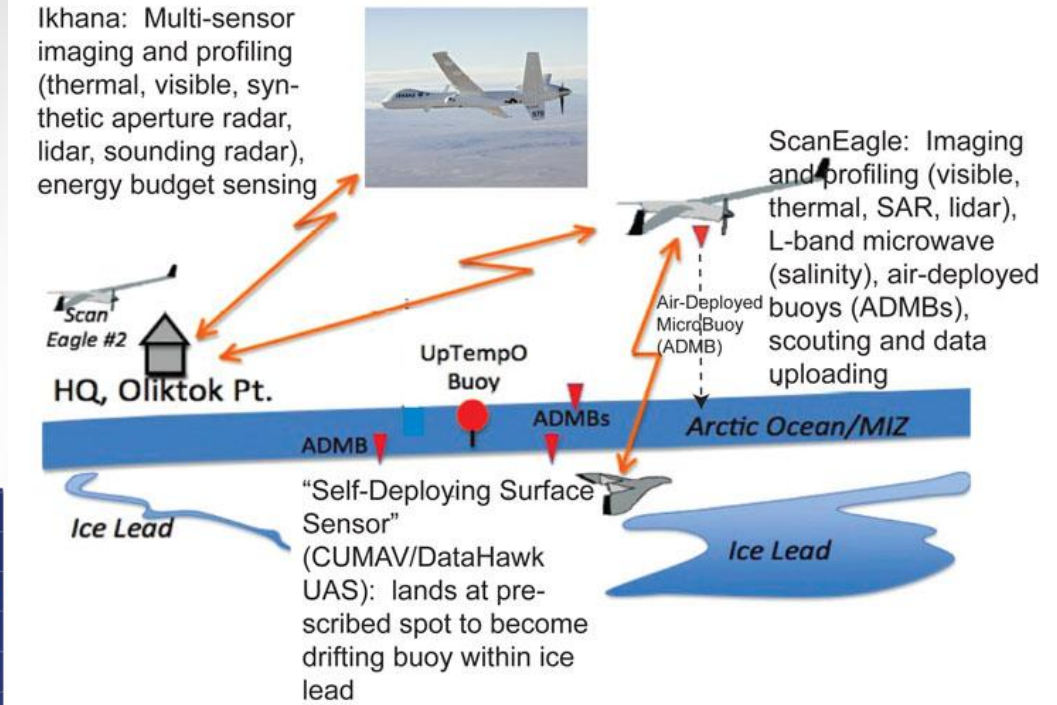 Ikhana: Multi-sensor
imaging and profiling
(thermal, visible, syn-
thetic aperture radar,
lidar, sounding radar),
energy budget sensing
ScanEagle: Imaging
and profiling (visible,
thermal, SAR, lidar),
L-band microwave
(salinity), air-deployed
buoys (ADMBs),
scouting and data
uploading
Scan
Eagle #2
HQ, Oliktok Pt.
Air-Deployed
MicroBuoy
(ADMB)
UpTempO
Buoy
ADMB
ADMBs
Arctic Ocean/MIZ
Ice Lead
"Self-Deploying Surface
Sensor"
(CUMAV/DataHawk
UAS): lands at pre-
scribed spot to become
drifting buoy within ice
lead
Ice Lead